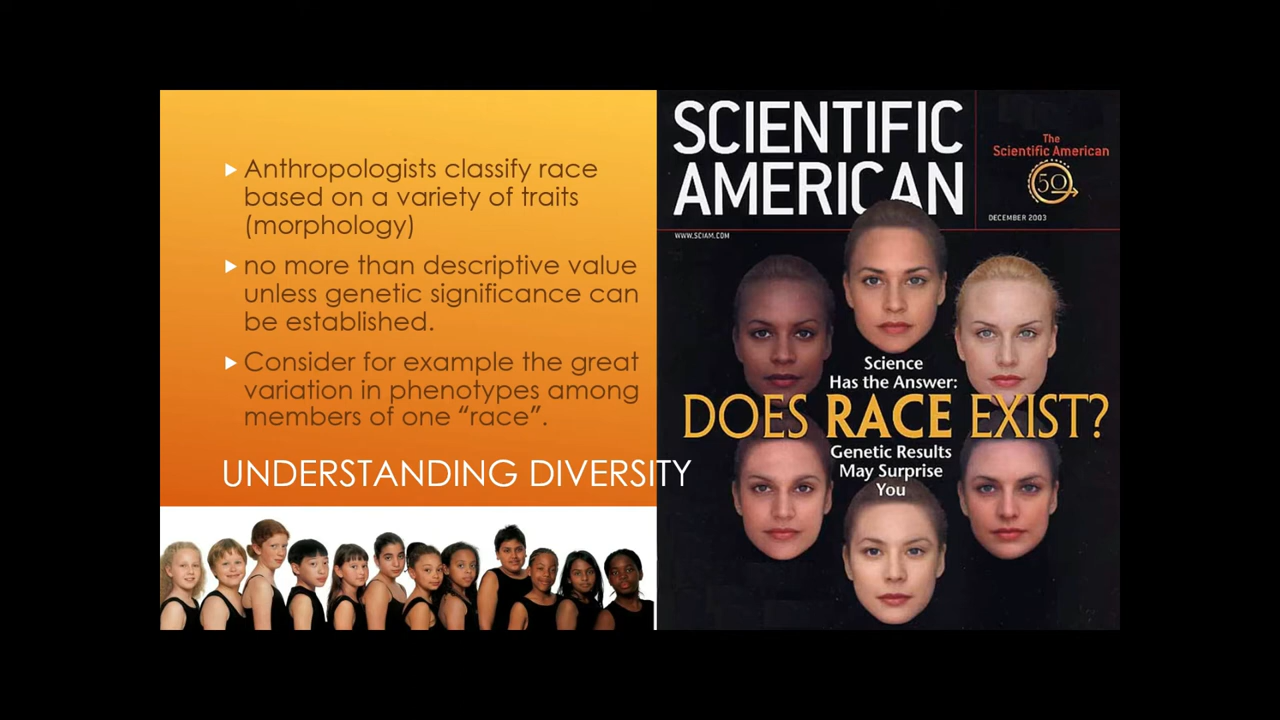 Anthropologists classify race
based on a variety of traits
(morphology)
no more than descriptive value
unless genetic significance can
be established.
Consider for example the great
variation in phenotypes among
members of one “race”.
UNDERSTANDING DIVERSITY
SCIENTIFIC
AMERICAN
The
Scientific American
50
DECEMBER 2003
WWW.SCIAM.COM
Science
Has the Answer:
DOES RACE EXIST?
Genetic Results
May Surprise
You